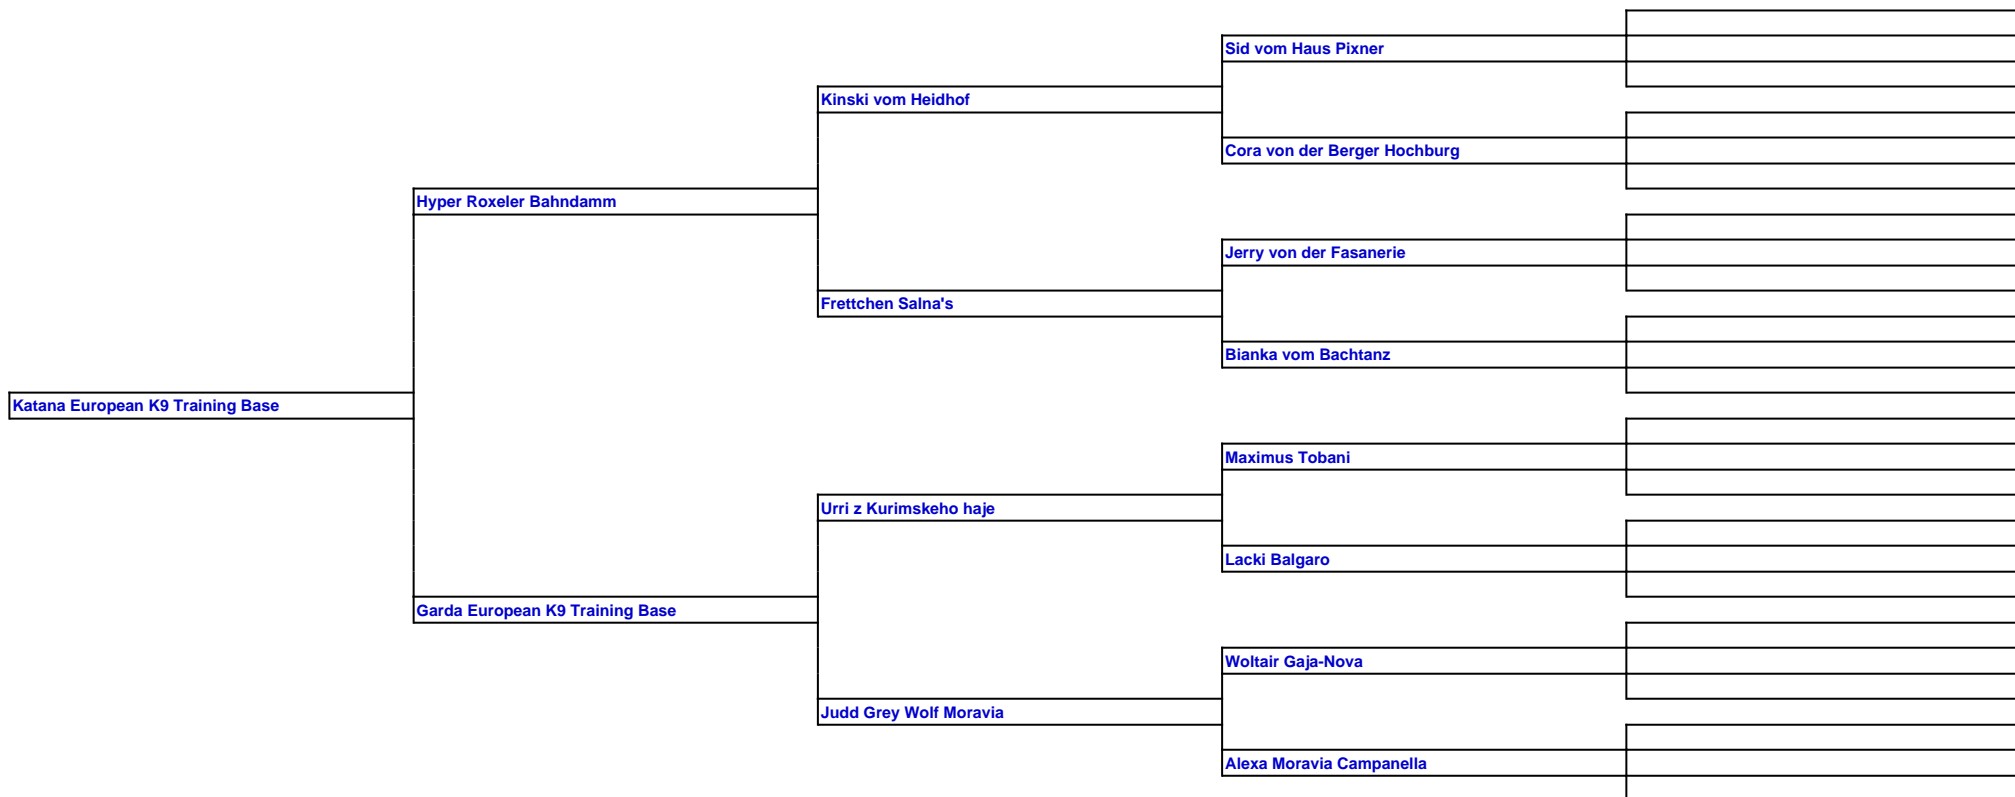 Sid vom Haus Pixner
Kinski vom Heidhof
Cora von der Berger Hochburg
Hyper Roxeler Bahndamm
Jerry von der Fasanerie
Frettchen Salna's
Bianka vom Bachtanz
Katana European K9 Training Base
Maximus Tobani
Urri z Kurimskeho haje
Lacki Balgaro
Garda European K9 Training Base
Woltair Gaja-Nova
Judd Grey Wolf Moravia
Alexa Moravia Campanella